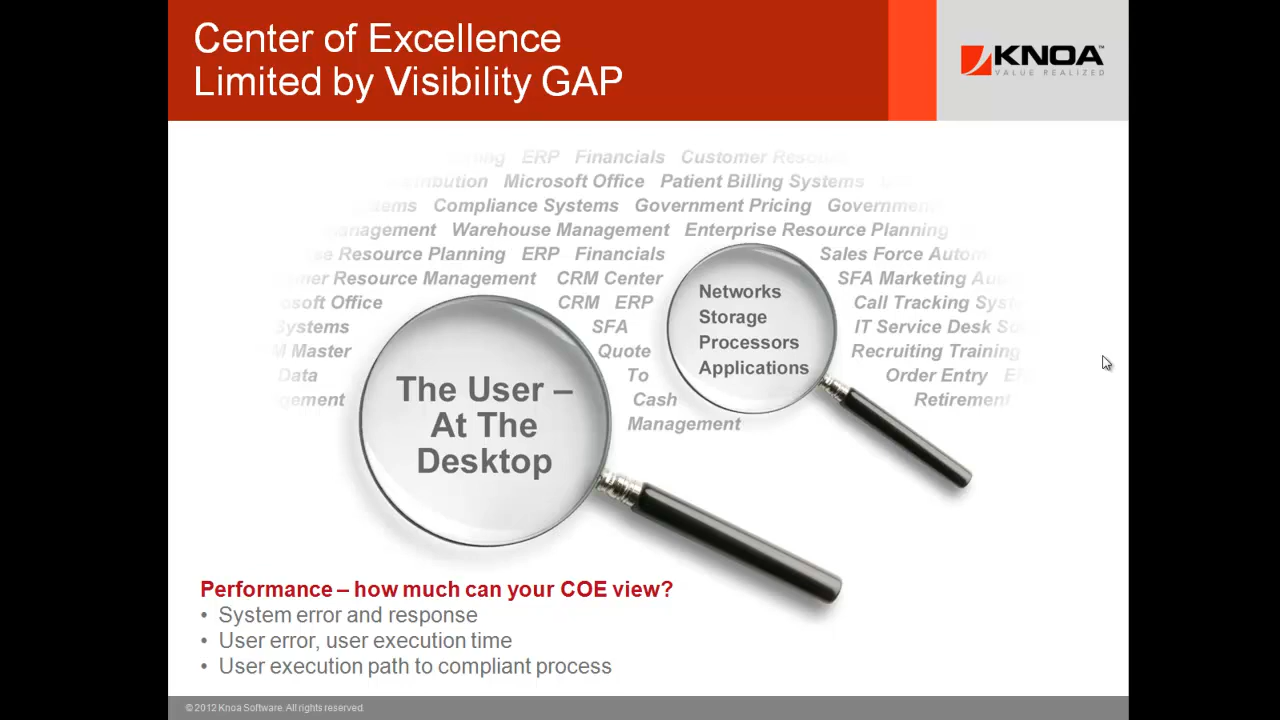 Center of Excellence
Limited by Visibility GAP
KNOA™
VALUE REALIZED
ERP Financials Customer
Microsoft Office Patient Billing Systems
Compliance Systems Government Pricing
Warehouse Management Enterprise Resource Planning
Resource Planning ERP Financials Sales Force
Resource Management CRM Center SFA Marketing
Office CRM ERP Call Tracking
Systems SFA IT Service Desk
Master Quote Recruiting Training
Data To Order Entry
Cash Retirement
Management
Networks
Storage
Processors
Applications
The User –
At The
Desktop
Performance – how much can your COE view?
• System error and response
• User error, user execution time
• User execution path to compliant process
© 2012 Knoa Software. All rights reserved.